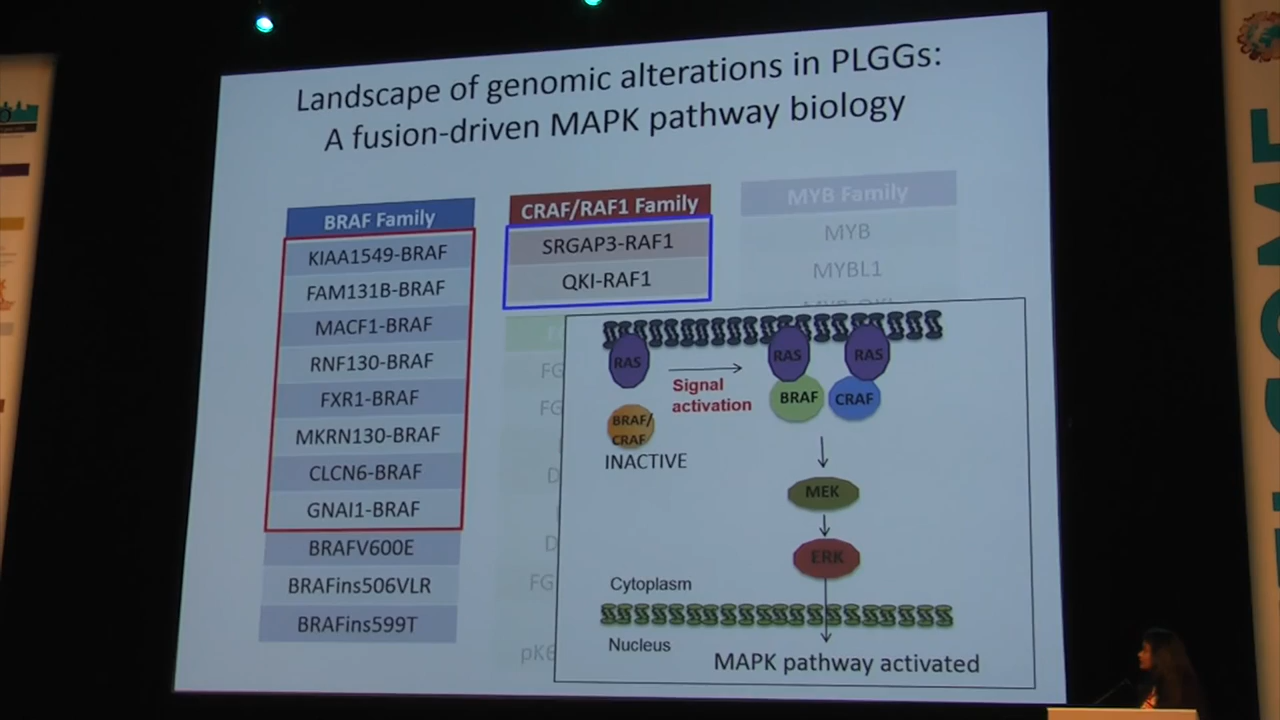 Landscape of genomic alterations in PLGGs:
A fusion-driven MAPK pathway biology
BRAF Family
KIAA1549-BRAF
FAM131B-BRAF
MACF1-BRAF
RNF130-BRAF
FXR1-BRAF
MKRN130-BRAF
CLCN6-BRAF
GNAI1-BRAF
BRAFV600E
BRAFins506VLR
BRAFins599T
CRAF/RAF1 Family
SRGAP3-RAF1
QKI-RAF1
MYB Family
MYB
MYBL1
FG
FG
D
D
FG
RAS
Signal
activation
BRAF/
CRAF
INACTIVE
RAS
RAS
BRAF
CRAF
MEK
ERK
Cytoplasm
Nucleus
MAPK pathway activated